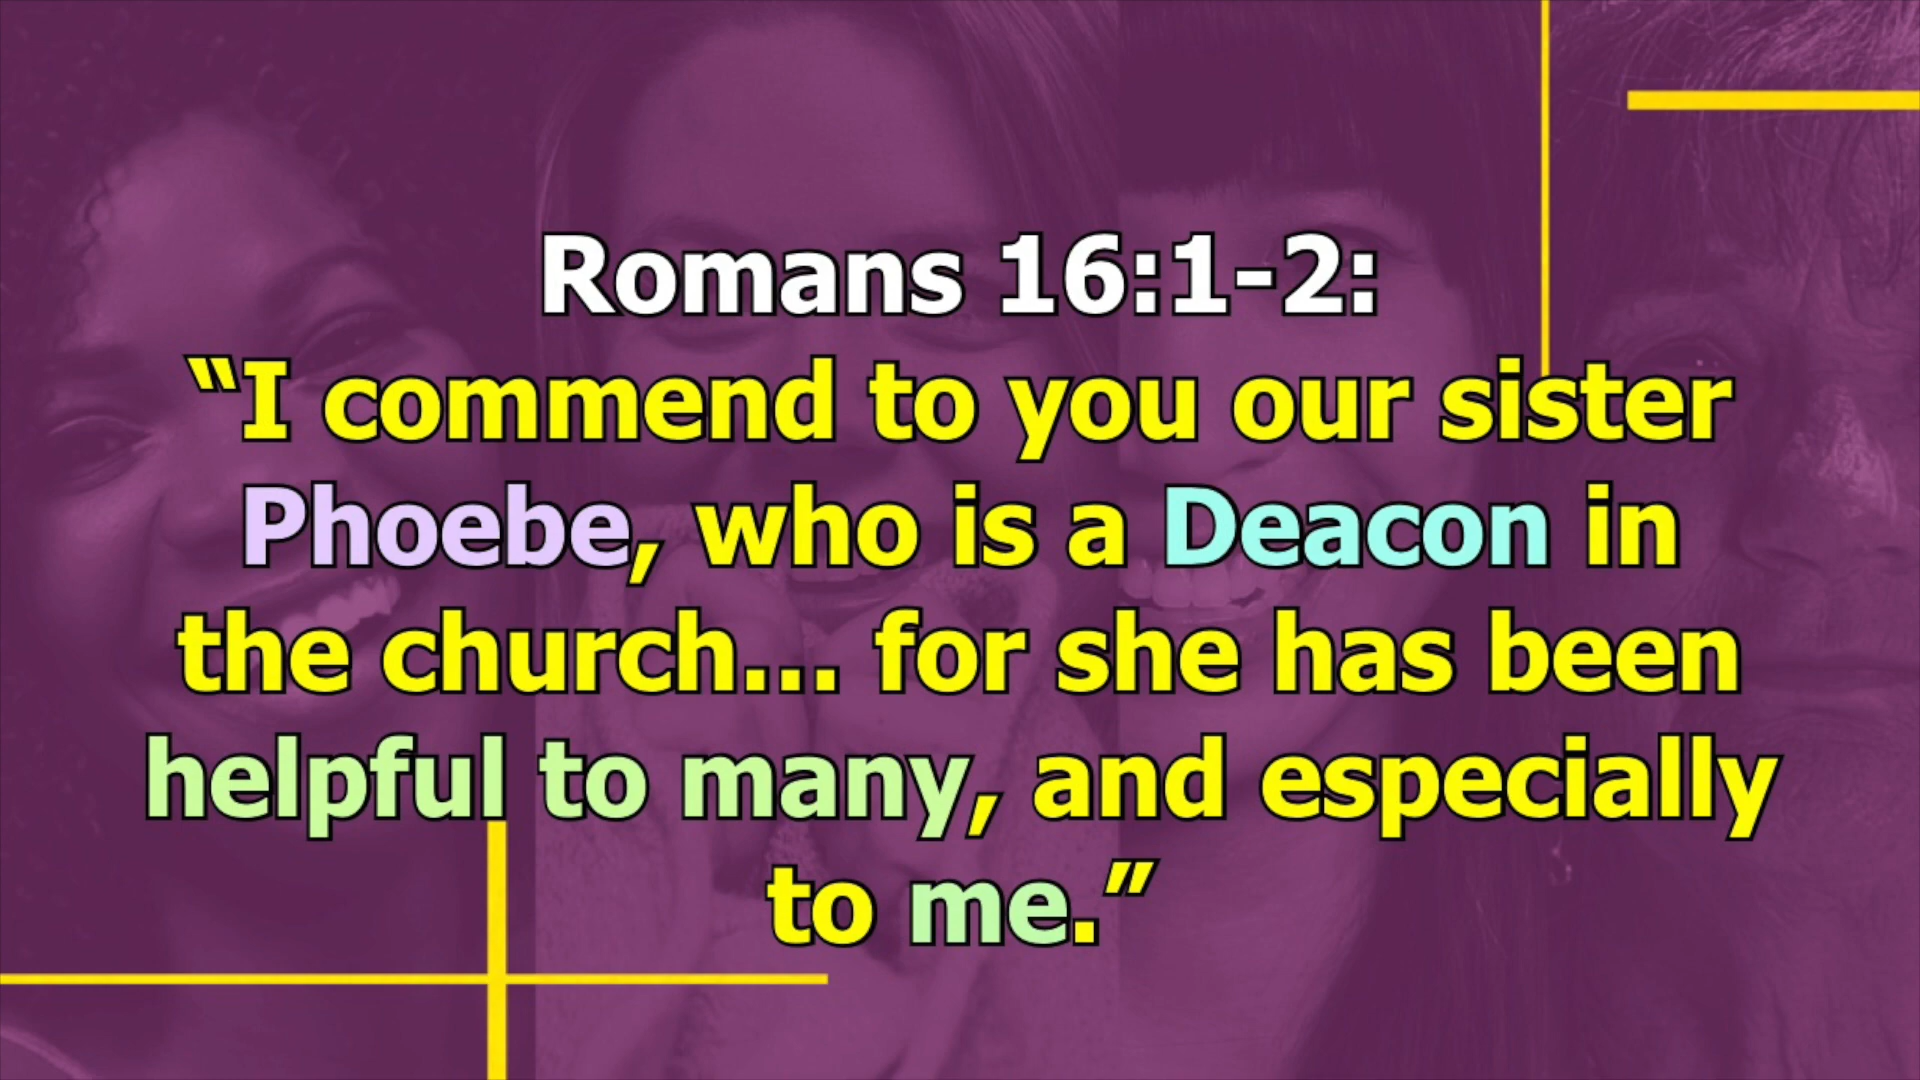 Romans 16:1-2:
“I commend to you our sister
Phoebe, who is a Deacon in
the church... for she has been
helpful to many, and especially
to me.”